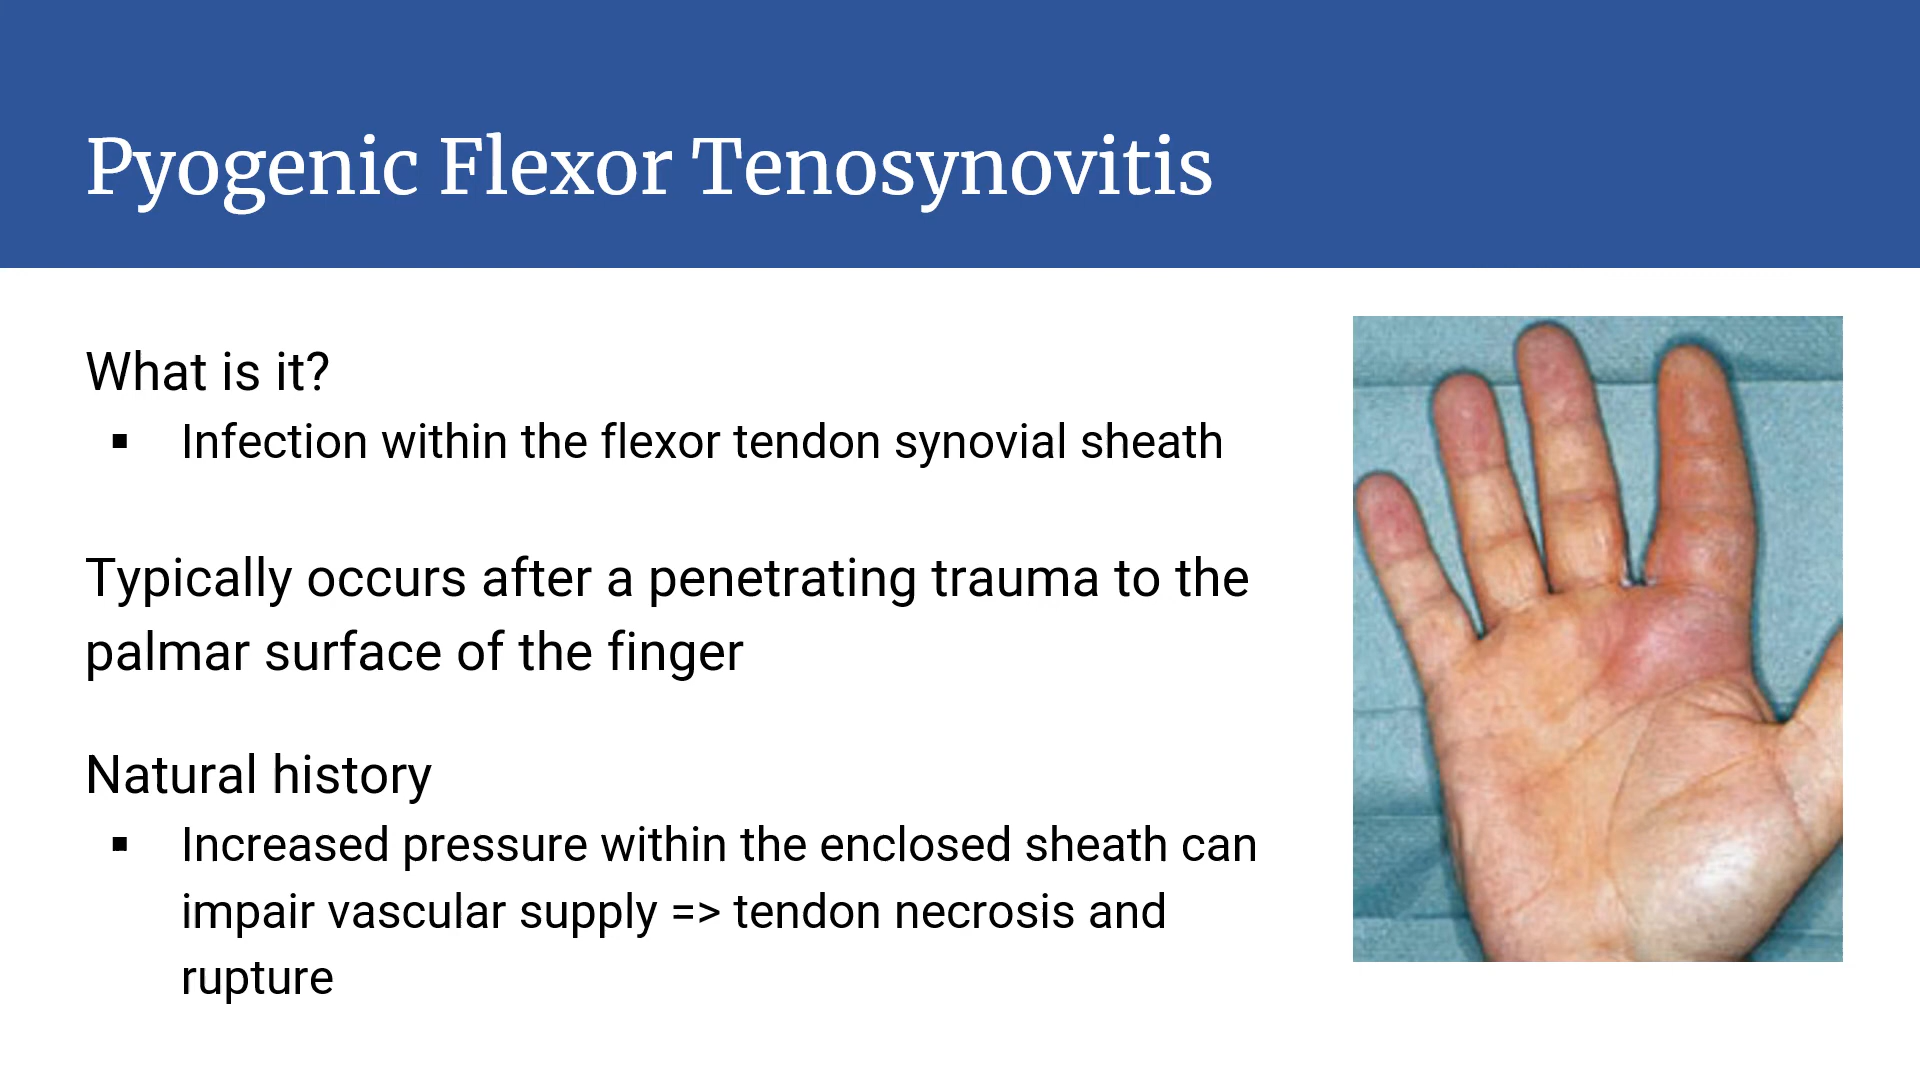 Pyogenic Flexor Tenosynovitis
What is it?
▪ Infection within the flexor tendon synovial sheath
Typically occurs after a penetrating trauma to the
palmar surface of the finger
Natural history
▪ Increased pressure within the enclosed sheath can
impair vascular supply => tendon necrosis and
rupture